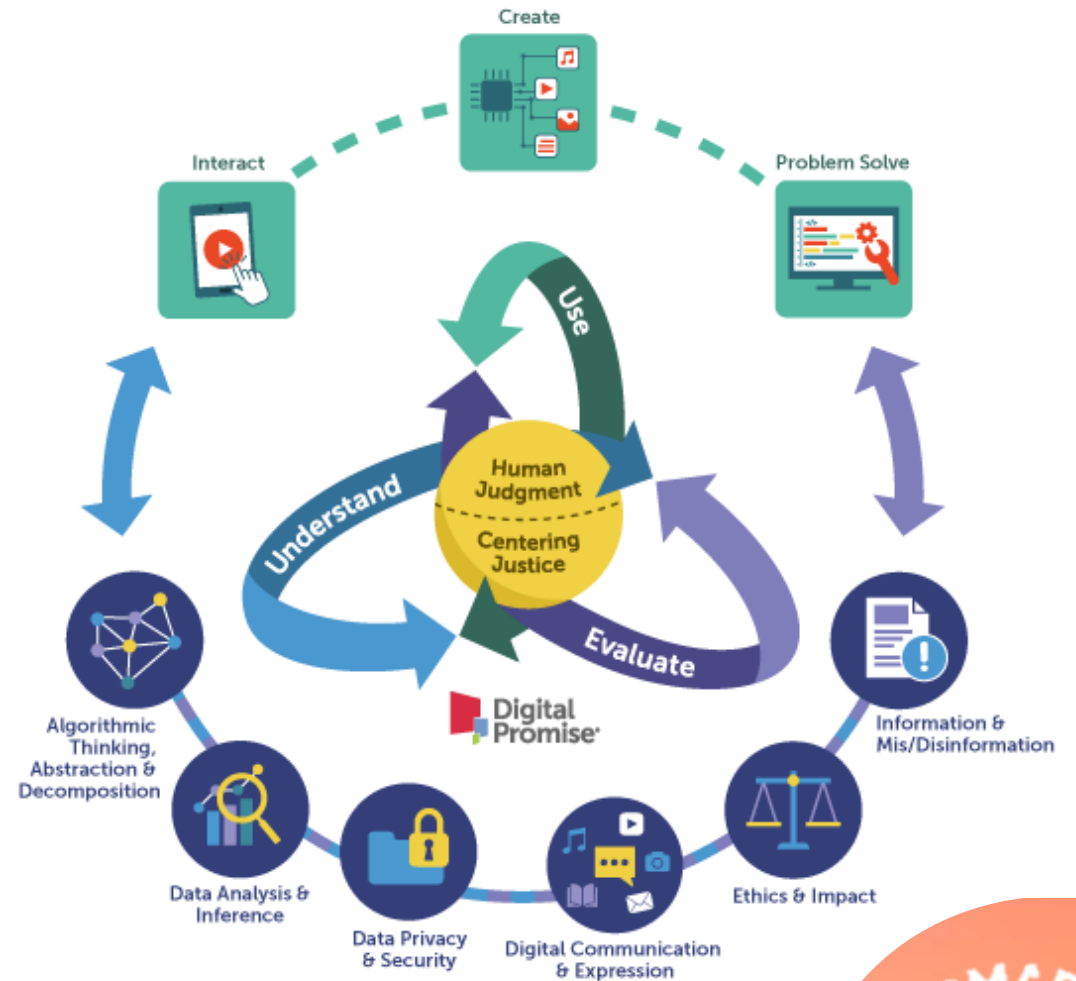 Create
Interact
Problem Solve
Use
Understand
Human
Judgment
Centering
Justice
Evaluate
Digital
Promise
Algorithmic
Thinking,
Abstraction &
Decomposition
Information &
Mis/Disinformation
Data Analysis &
Inference
Ethics & Impact
Data Privacy
& Security
Digital Communication
& Expression